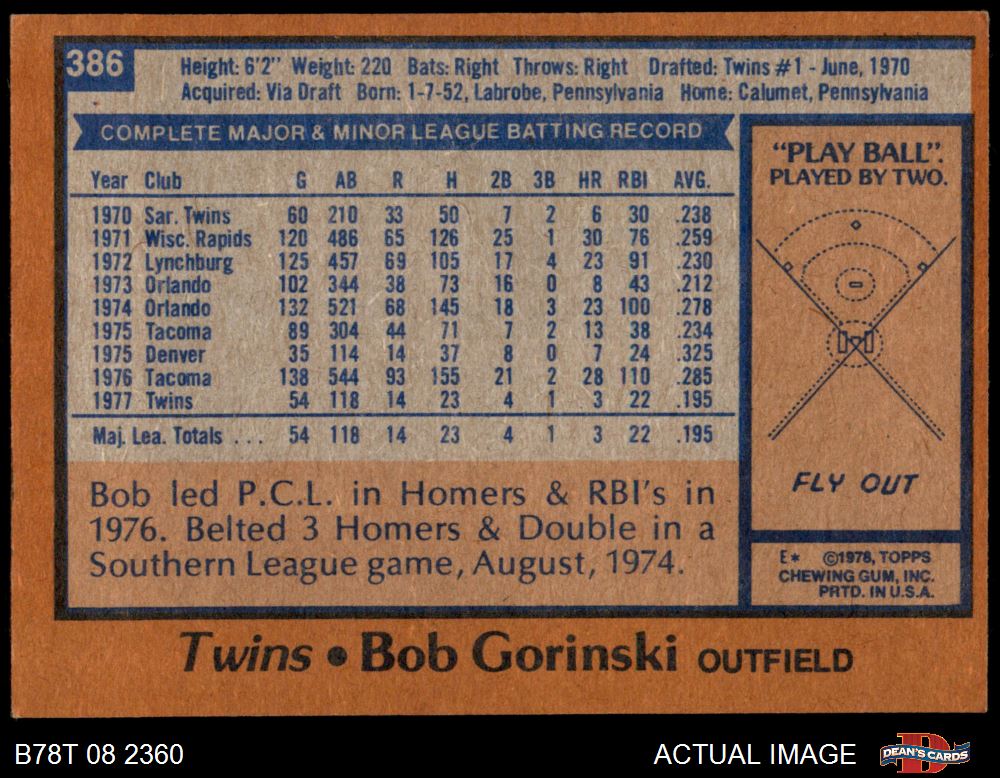 386
Height: 6'2" Weight: 220 Bats: Right Throws: Right Drafted: Twins #1 - June, 1970
Acquired: Via Draft Born: 1-7-52, Labrobe, Pennsylvania Home: Calumet, Pennsylvania
COMPLETE MAJOR & MINOR LEAGUE BATTING RECORD
Year Club G AB R H 2B 3B HR RBI AVG.
1970 Sar. Twins 60 210 33 50 7 2 6 30 .238
1971 Wisc. Rapids 120 486 65 126 25 1 30 76 .259
1972 Lynchburg 125 457 69 105 17 4 23 91 .230
1973 Orlando 102 344 38 73 16 0 8 43 .212
1974 Orlando 132 521 68 145 18 3 23 100 .278
1975 Tacoma 89 304 44 71 7 2 13 38 .234
1975 Denver 35 114 14 37 8 0 7 24 .325
1976 Tacoma 138 544 93 155 21 2 28 110 .285
1977 Twins 54 118 14 23 4 1 3 22 .195
Maj. Lea. Totals . . . 54 118 14 23 4 1 3 22 .195
Bob led P.C.L. in Homers & RBI's in
1976. Belted 3 Homers & Double in a
Southern League game, August, 1974.
"PLAY BALL".
PLAYED BY TWO.
FLY OUT
E* ©1978, TOPPS
CHEWING GUM, INC.
PRTD. IN U.S.A.
Twins • Bob Gorinski OUTFIELD
B78T 08 2360
ACTUAL IMAGE
D
DEAN'S CARDS